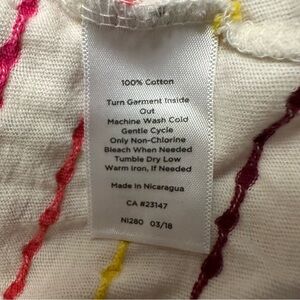 100% Cotton
Turn Garment Inside
Out
Machine Wash Cold
Gentle Cycle
Only Non-Chlorine
Bleach When Needed
Tumble Dry Low
Warm Iron, If Needed
Made In Nicaragua
CA #23147
NI280 03/18